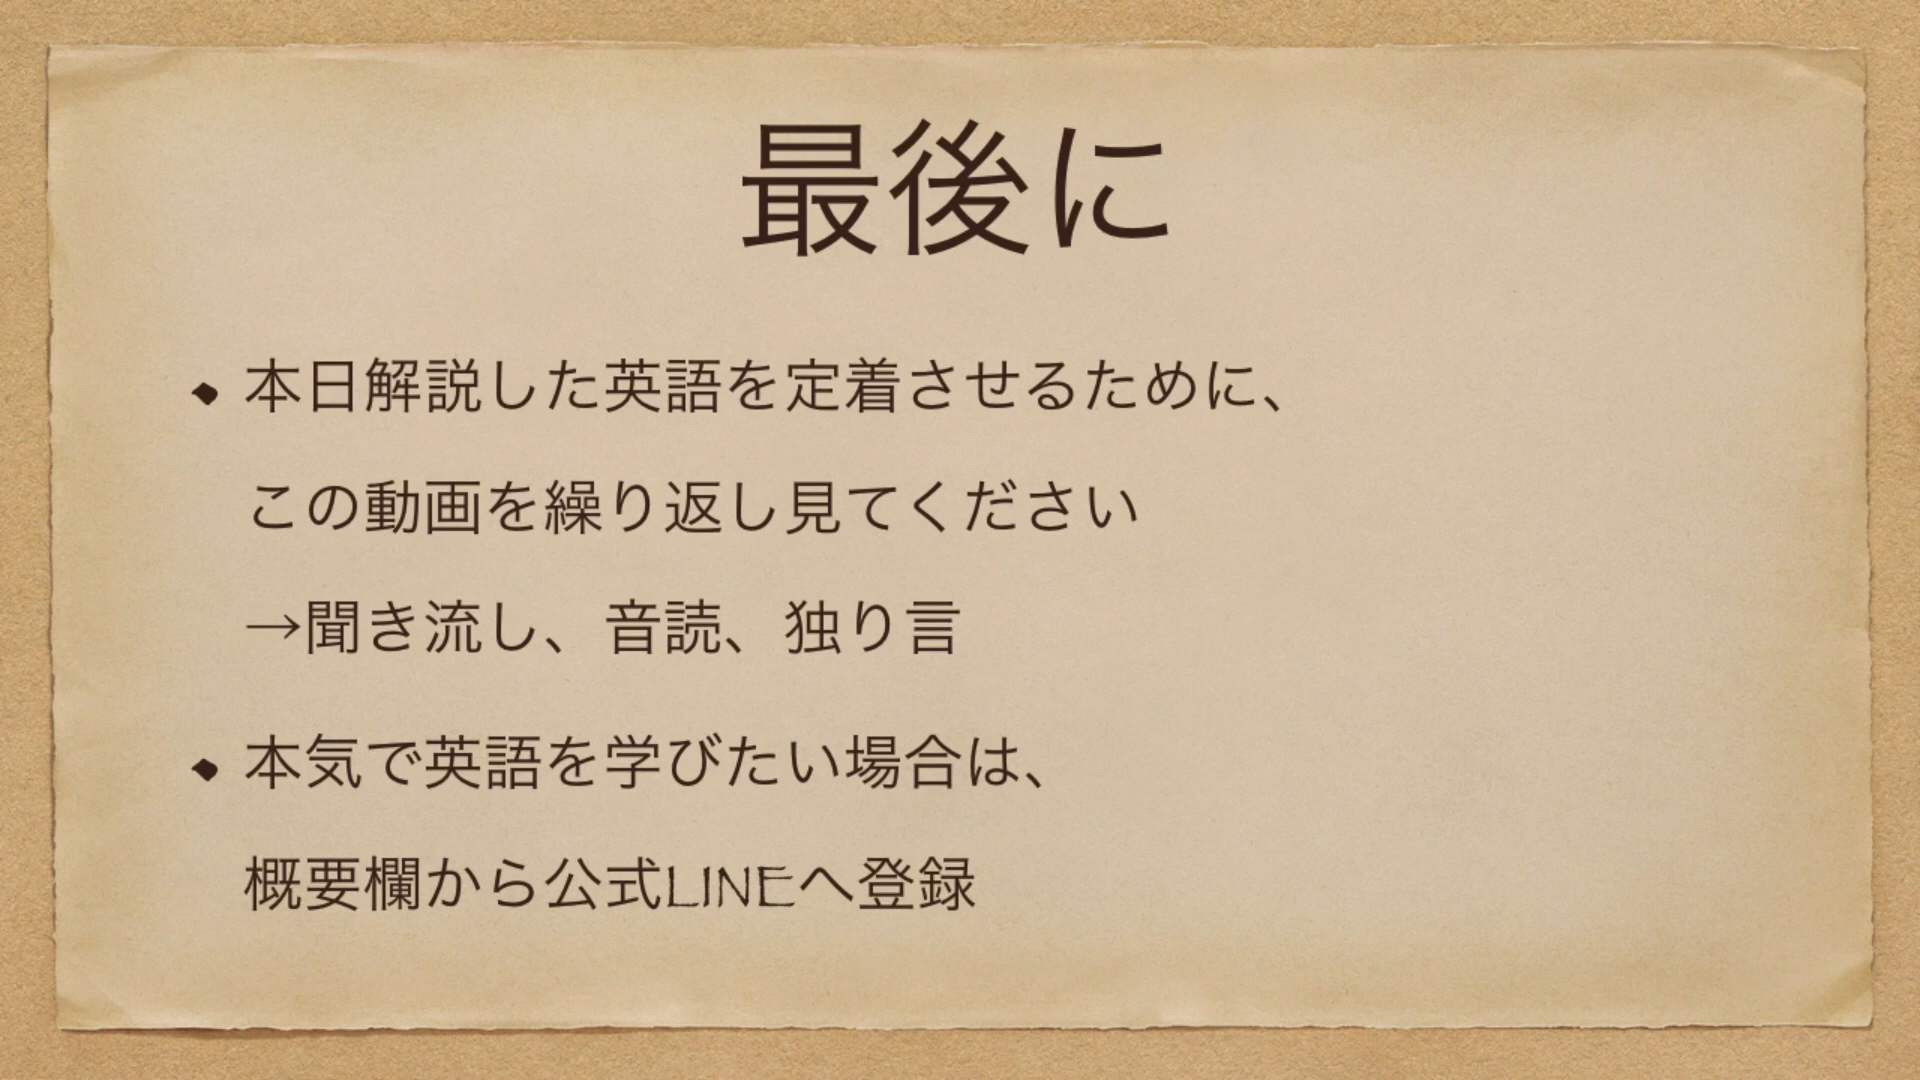 最後に
• 本日解説した英語を定着させるために、
この動画を繰り返し見てください
→聞き流し、音読、独り言
• 本気で英語を学びたい場合は、
概要欄から公式LINEへ登録